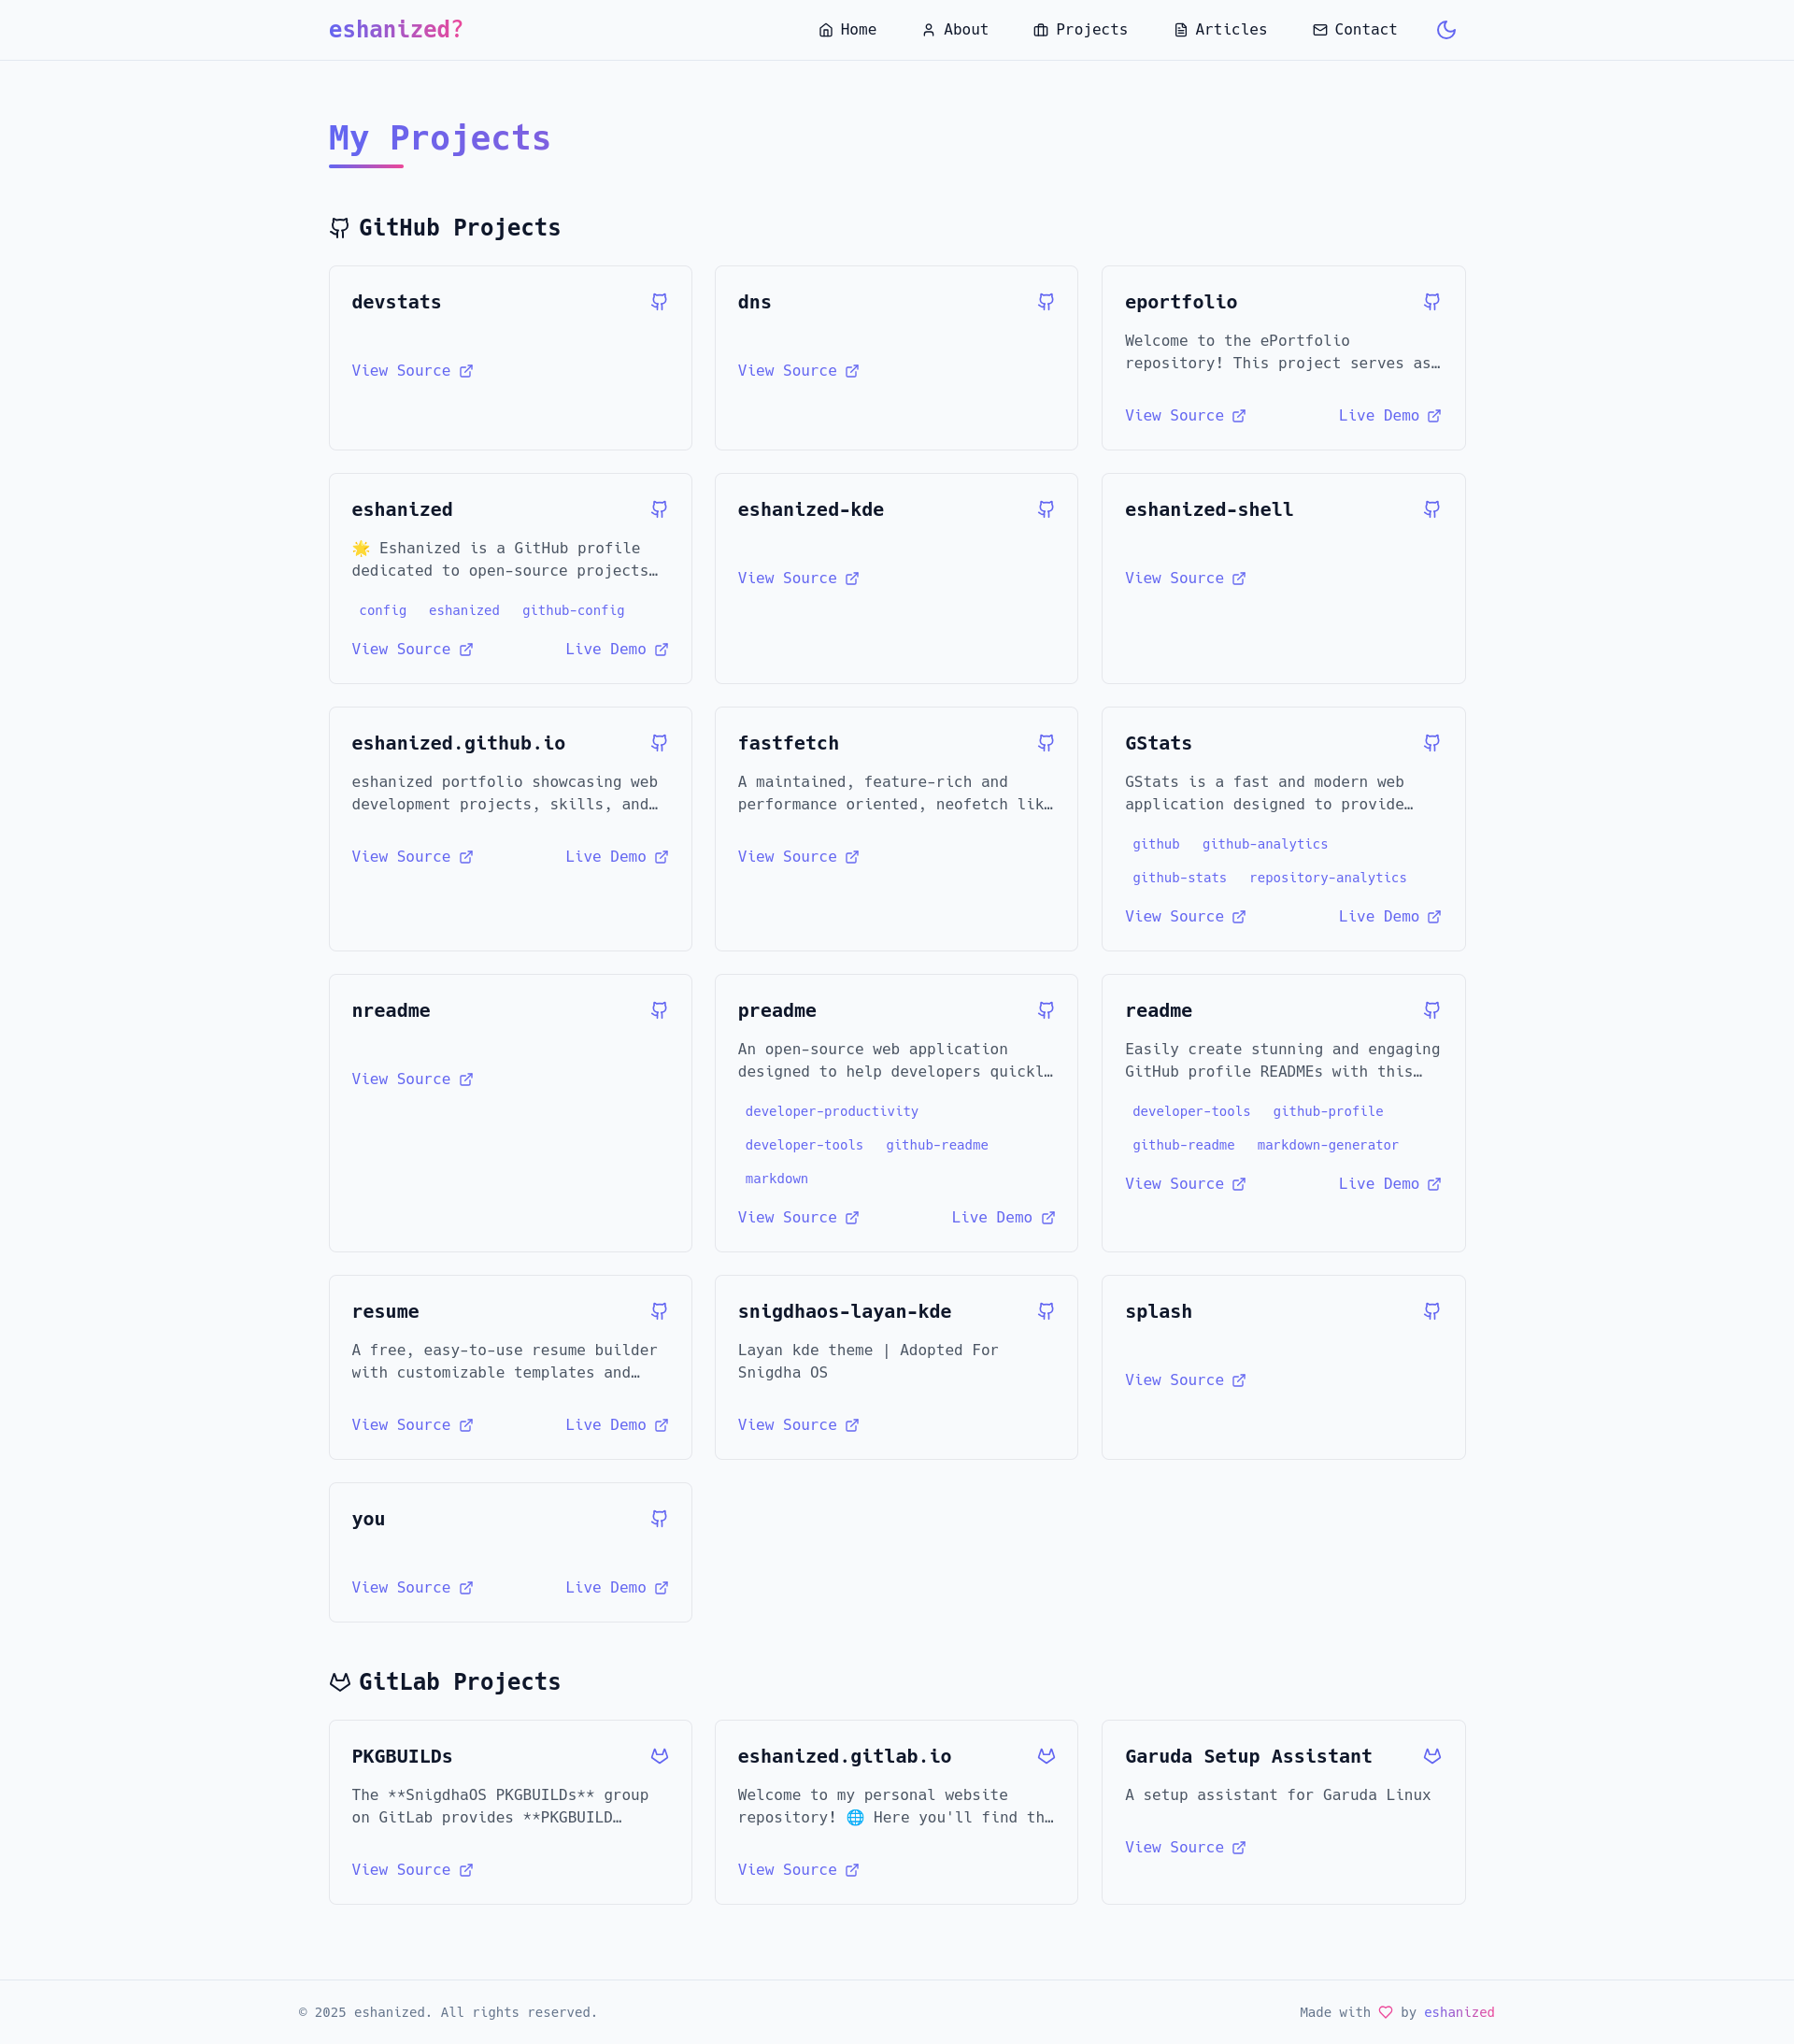 eshanized?
Home
About
Projects
Articles
Contact
My Projects
GitHub Projects
devstats
View Source
dns
View Source
eportfolio
Welcome to the ePortfolio
repository! This project serves as…
View Source
Live Demo
eshanized
🌟 Eshanized is a GitHub profile
dedicated to open-source projects…
config eshanized github-config
View Source
Live Demo
eshanized-kde
View Source
eshanized-shell
View Source
eshanized.github.io
eshanized portfolio showcasing web
development projects, skills, and…
View Source
Live Demo
fastfetch
A maintained, feature-rich and
performance oriented, neofetch lik…
View Source
GStats
GStats is a fast and modern web
application designed to provide…
github github-analytics
github-stats repository-analytics
View Source
Live Demo
nreadme
View Source
preadme
An open-source web application
designed to help developers quickl…
developer-productivity
developer-tools github-readme
markdown
View Source
Live Demo
readme
Easily create stunning and engaging
GitHub profile READMEs with this…
developer-tools github-profile
github-readme markdown-generator
View Source
Live Demo
resume
A free, easy-to-use resume builder
with customizable templates and…
View Source
Live Demo
snigdhaos-layan-kde
Layan kde theme | Adopted For
Snigdha OS
View Source
splash
View Source
you
View Source
Live Demo
GitLab Projects
PKGBUILDs
The **SnigdhaOS PKGBUILDs** group
on GitLab provides **PKGBUILD…
View Source
eshanized.gitlab.io
Welcome to my personal website
repository! 🌐 Here you'll find th…
View Source
Garuda Setup Assistant
A setup assistant for Garuda Linux
View Source
© 2025 eshanized. All rights reserved.
Made with ♡ by eshanized